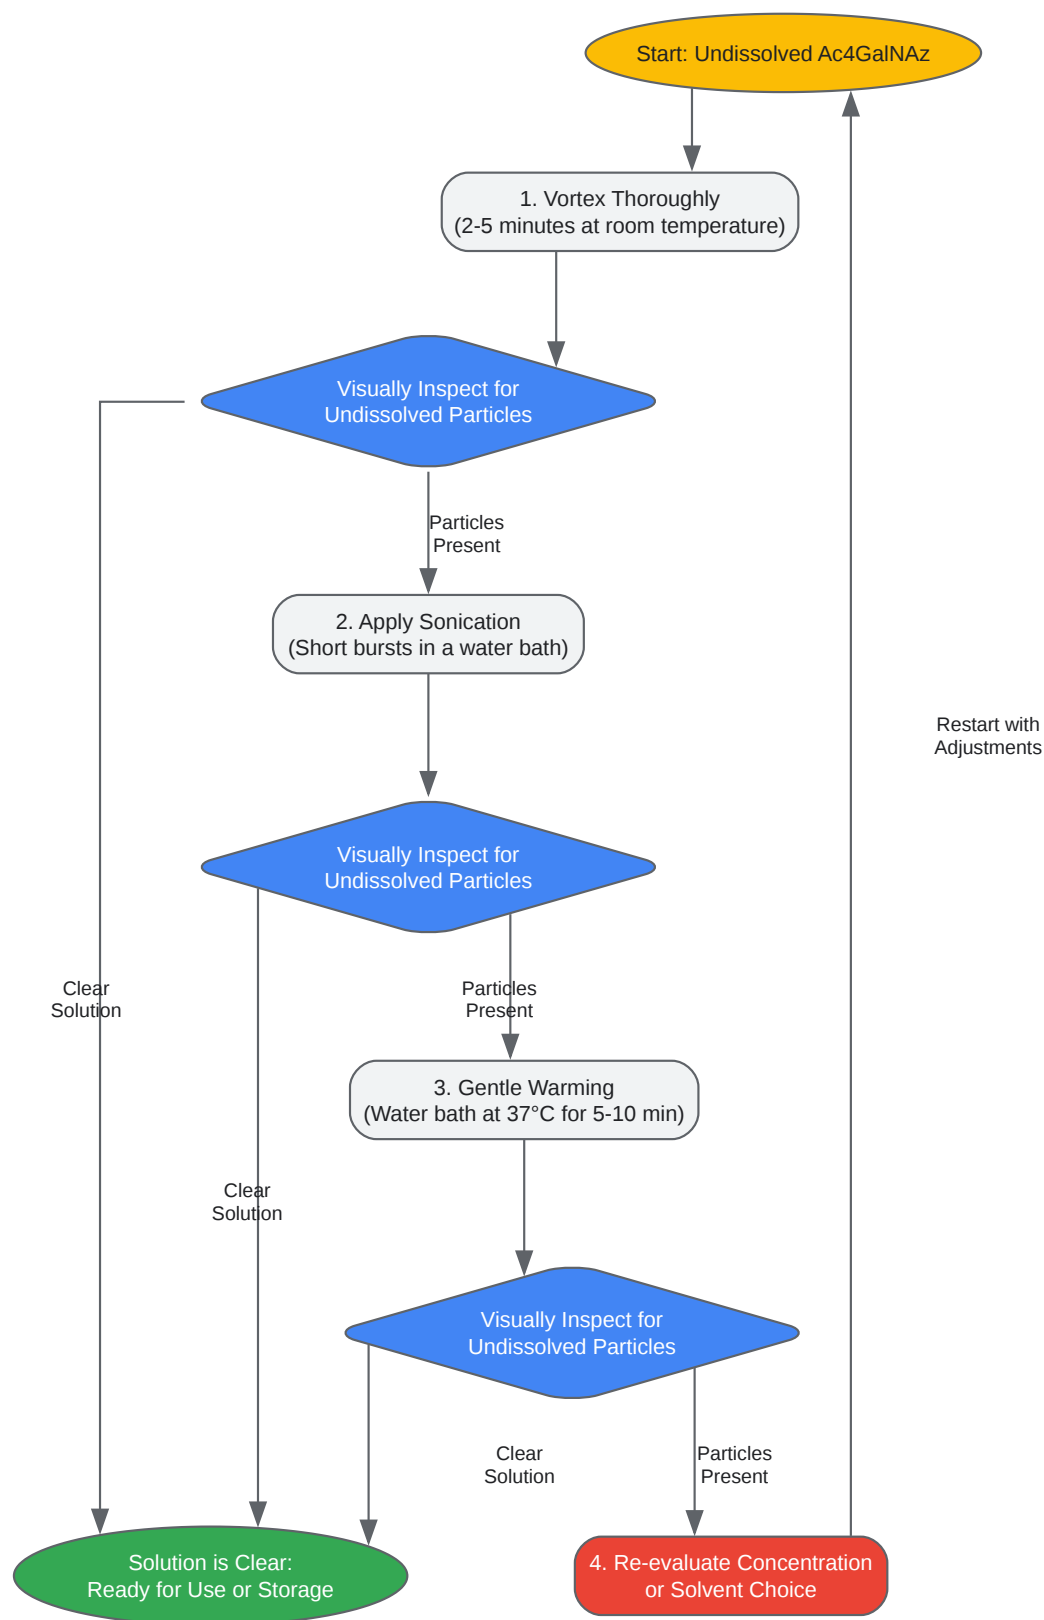 Start: Undissolved Ac4GalNAz
1. Vortex Thoroughly
(2-5 minutes at room temperature)
Visually Inspect for
Undissolved Particles
Particles
Present
2. Apply Sonication
(Short bursts in a water bath)
Restart with
Adjustments
Visually Inspect for
Undissolved Particles
Clear
Solution
Particles
Present
3. Gentle Warming
(Water bath at 37°C for 5-10 min)
Clear
Solution
Visually Inspect for
Undissolved Particles
Clear
Solution
Particles
Present
Solution is Clear:
Ready for Use or Storage
4. Re-evaluate Concentration
or Solvent Choice